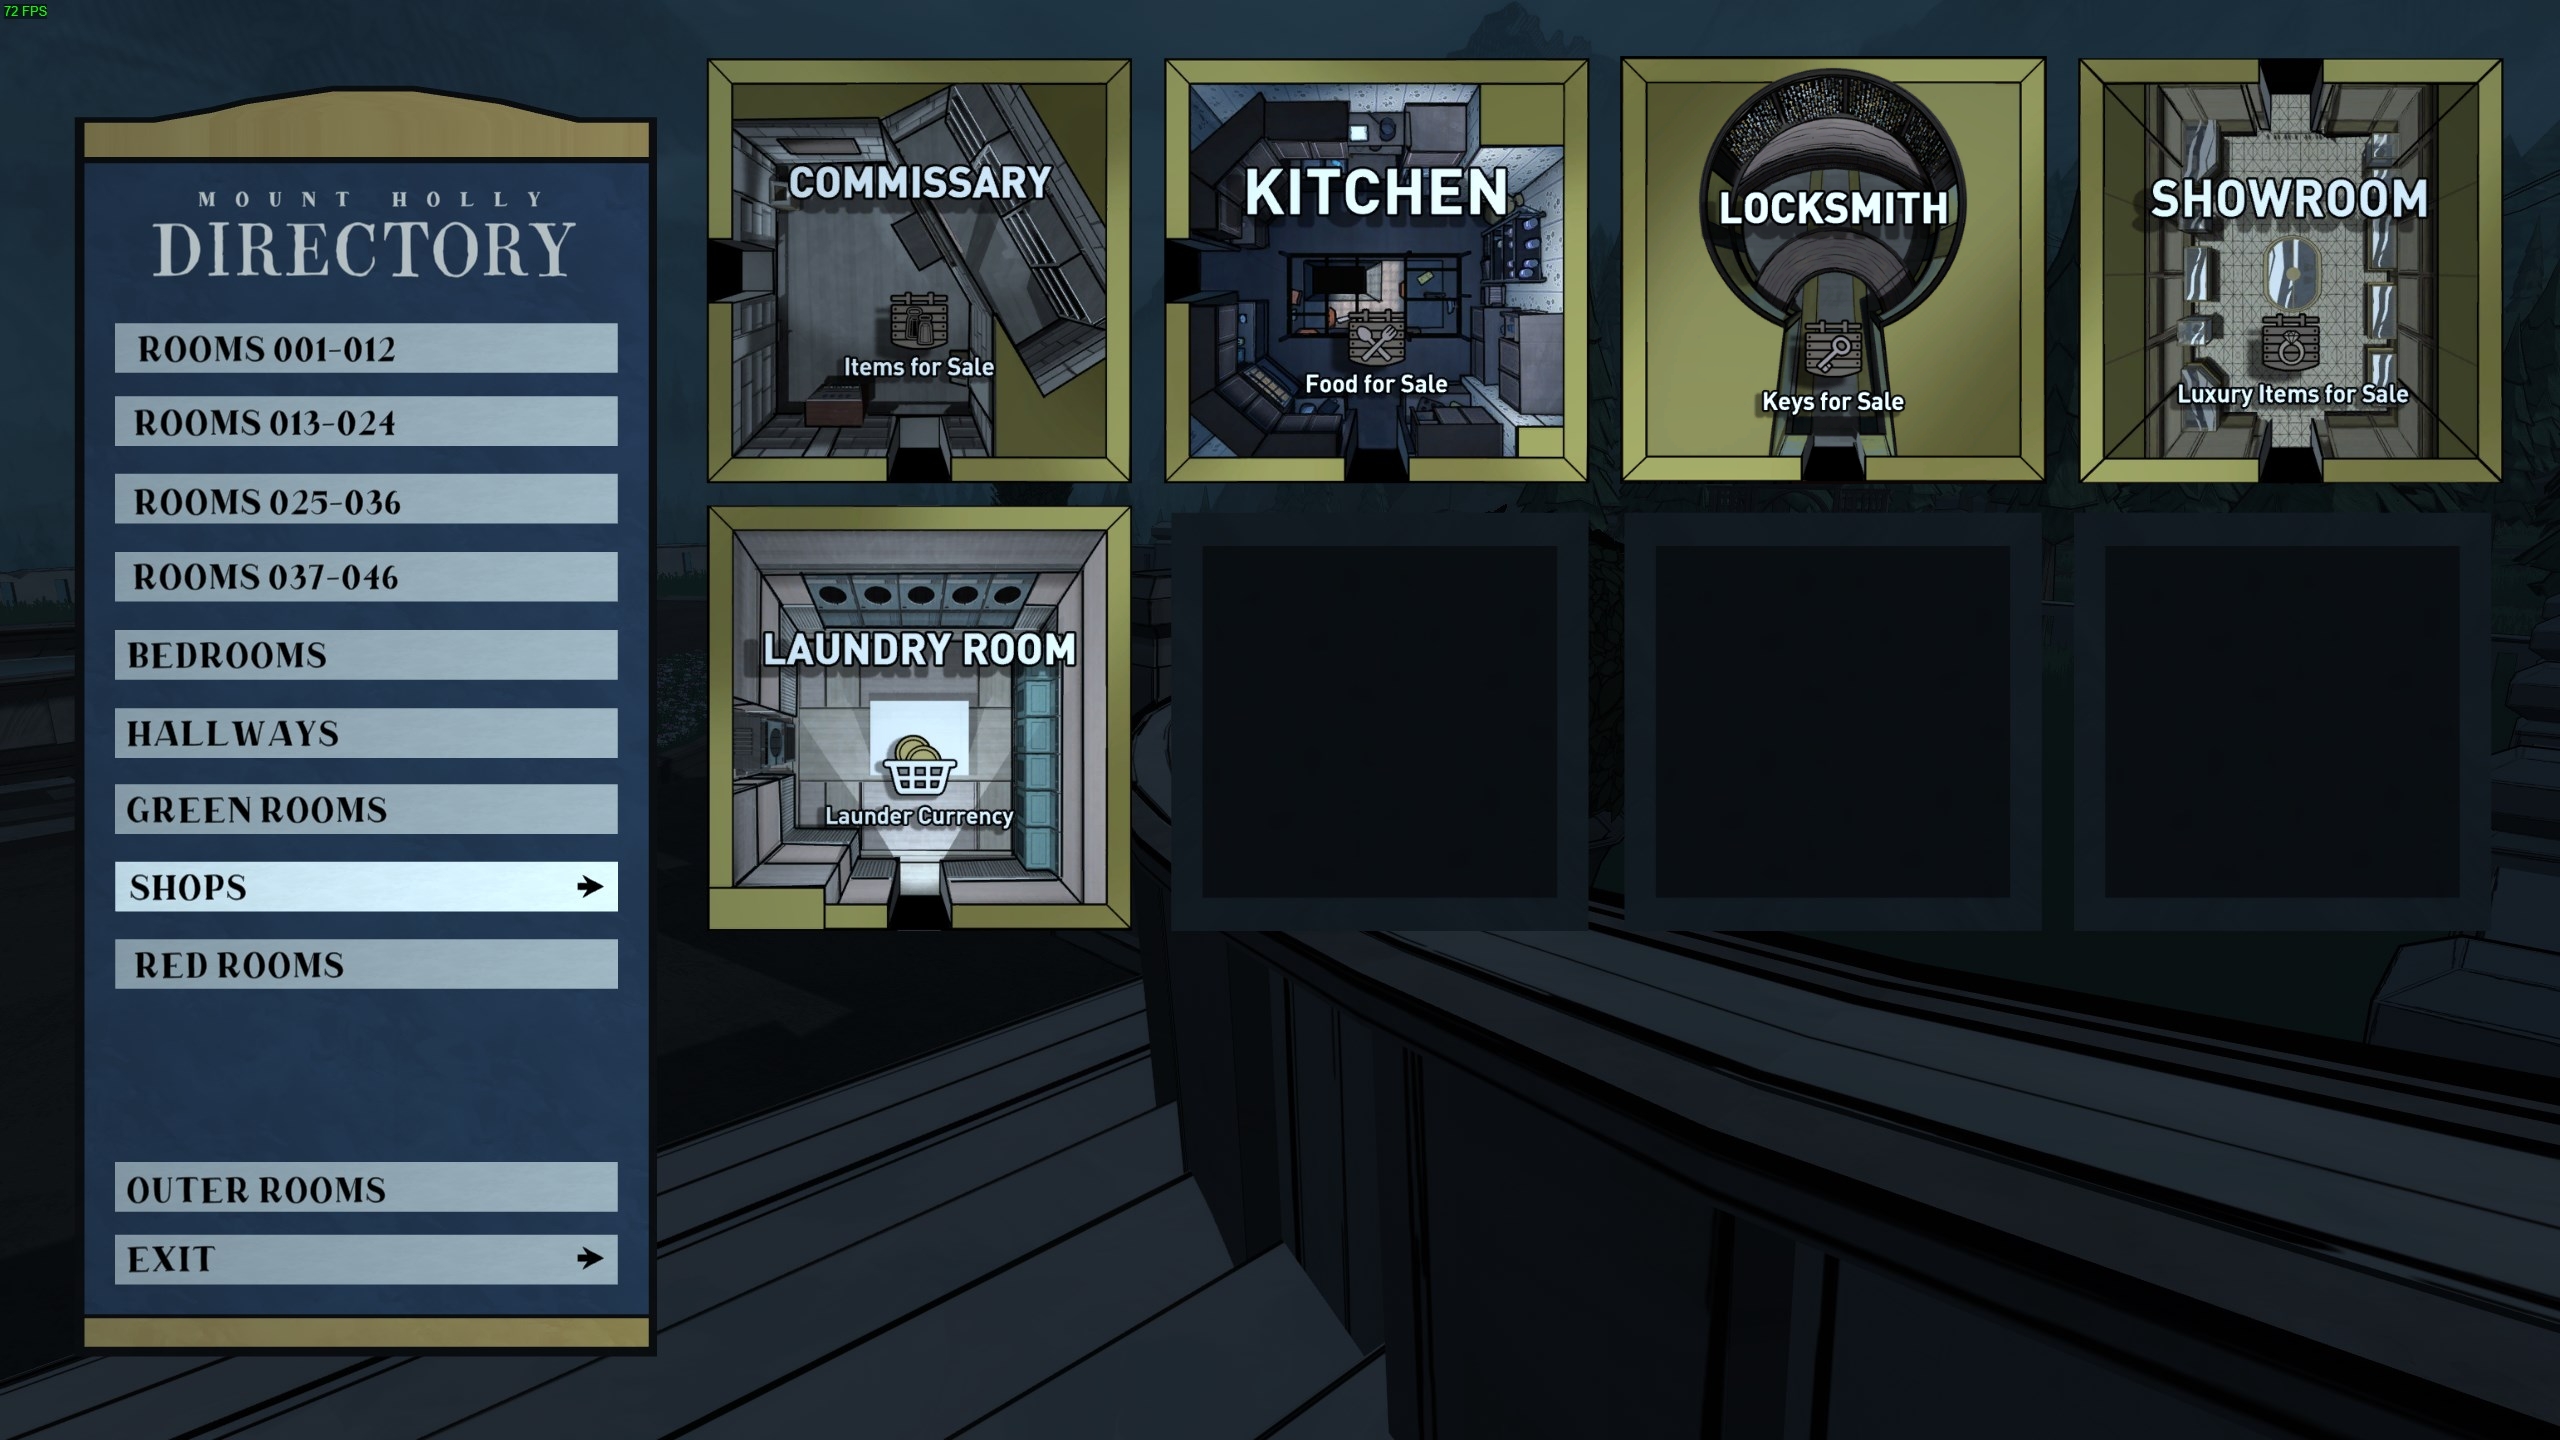 72 FPS
MOUNT HOLLY
DIRECTORY
ROOMS 001-012
ROOMS 013-024
ROOMS 025-036
ROOMS 037-046
BEDROOMS
HALLWAYS
GREEN ROOMS
SHOPS
RED ROOMS
OUTER ROOMS
EXIT
COMMISSARY
Items for Sale
KITCHEN
Food for Sale
LOCKSMITH
Keys for Sale
SHOWROOM
Luxury Items for Sale
LAUNDRY ROOM
Launder Currency